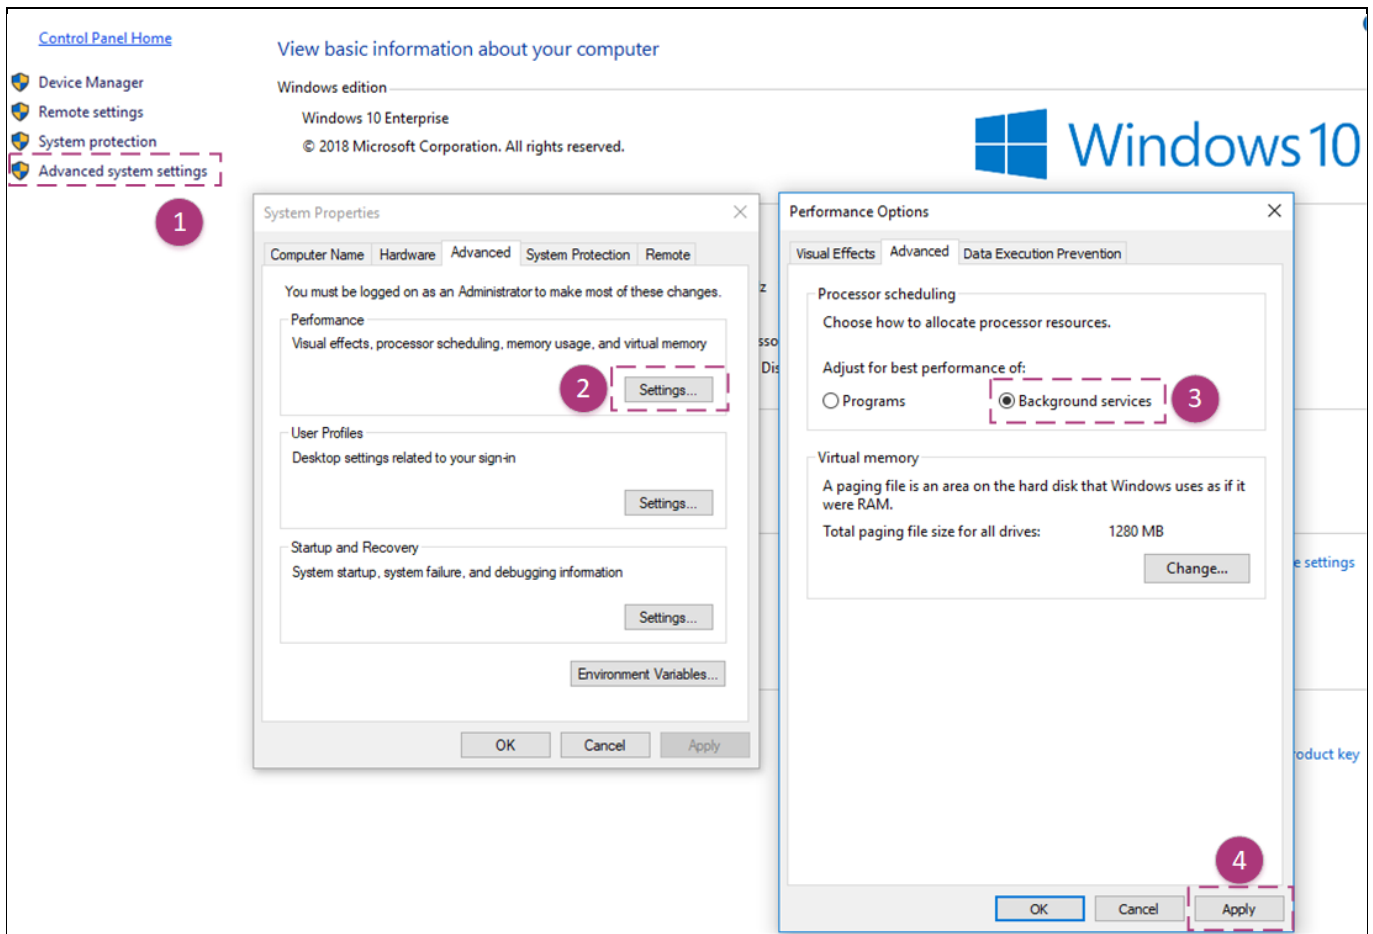 Control Panel Home
Device Manager
Remote settings
System protection
Advanced system settings
1
View basic information about your computer
Windows edition
Windows 10 Enterprise
© 2018 Microsoft Corporation. All rights reserved.
Windows 10
System Properties
Computer Name
Hardware
Advanced
System Protection
Remote
You must be logged on as an Administrator to make most of these changes.
Performance
Visual effects, processor scheduling, memory usage, and virtual memory
2
Settings...
User Profiles
Desktop settings related to your sign-in
Settings...
Startup and Recovery
System startup, system failure, and debugging information
Settings...
Environment Variables...
OK
Cancel
Apply
z
sso
Dis
Performance Options
Visual Effects
Advanced
Data Execution Prevention
Processor scheduling
Choose how to allocate processor resources.
Adjust for best performance of:
Programs
Background services
3
Virtual memory
A paging file is an area on the hard disk that Windows uses as if it
were RAM.
Total paging file size for all drives: 1280 MB
Change...
4
OK
Cancel
Apply
e settings
roduct key